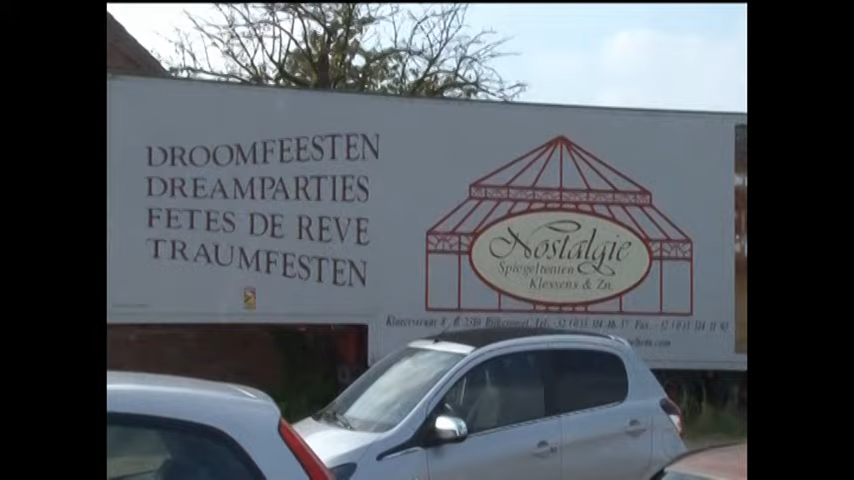 DROOMFEESTEN
DREAMPARTIES
FETES DE REVE
TRAUMFESTEN
Nostalgie
Spiegeltenten
Klessens & Zn.